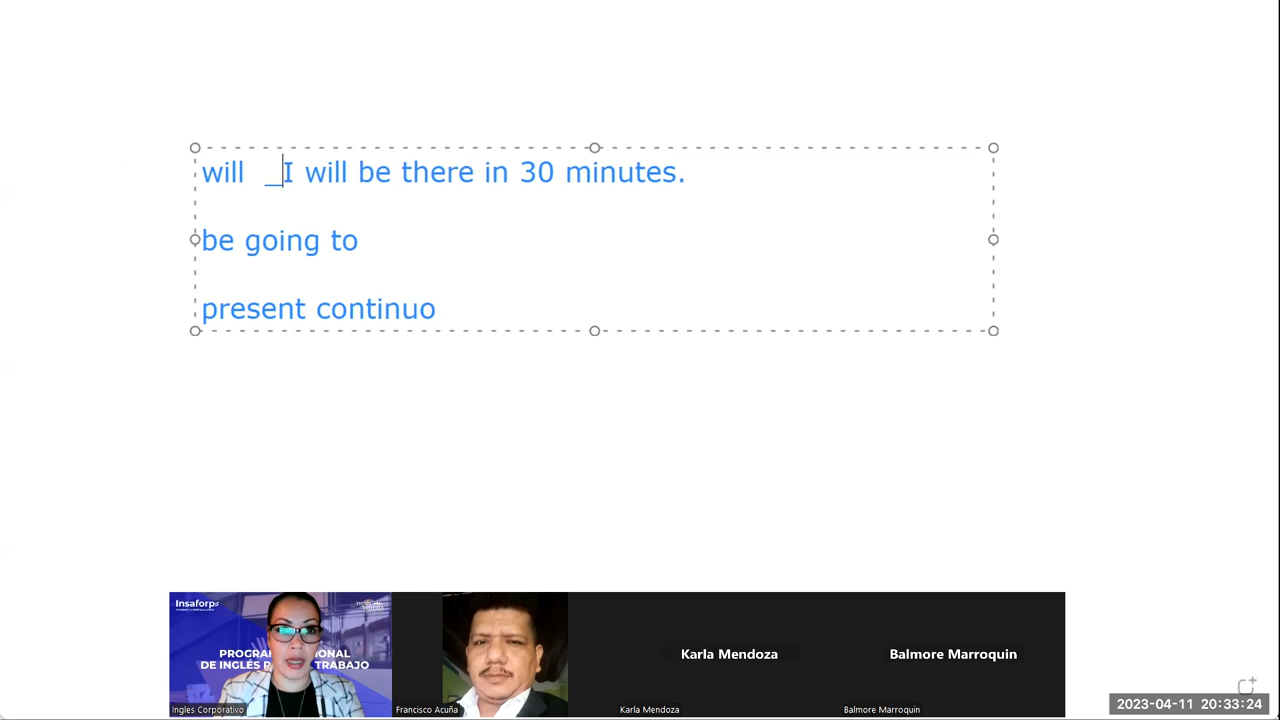 will _I will be there in 30 minutes.
be going to
present continuo
Insaforp
PROGRA IONAL
DE INGLÉS P TRABAJO
Ingles Corporativo
Francisco Acuña
Karla Mendoza
Karla Mendoza
Balmore Marroquin
Balmore Marroquin
2023-04-11 20:33:24